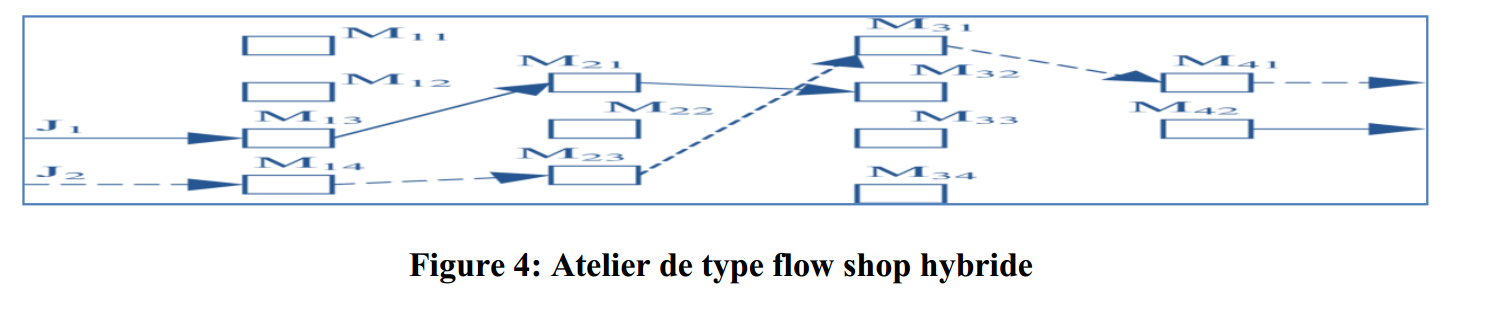 M11
M12
M13
M14
J1
J2
M21
M22
M23
M31
M32
M33
M34
M41
M42
Figure 4: Atelier de type flow shop hybride